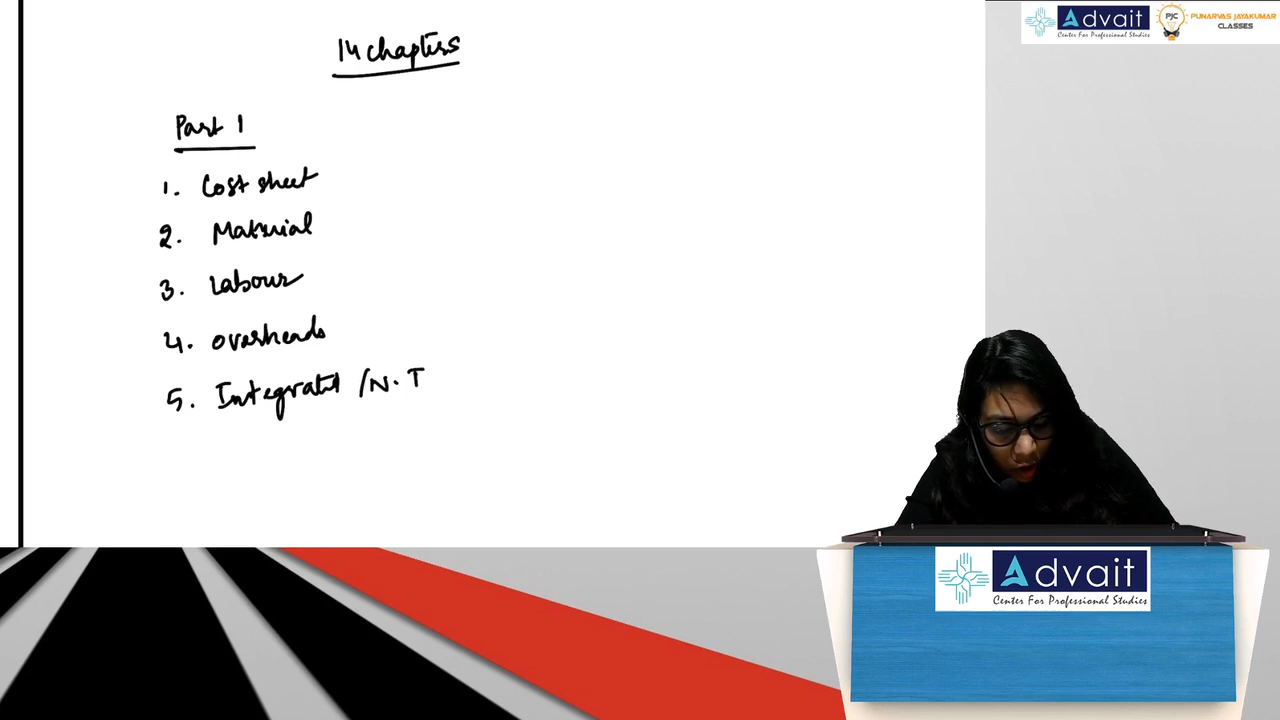 14 chapters
Advait
Center For Professional Studies
PJC
PUNARVAS JAYAKUMAR
CLASSES
Part 1
1. Cost sheet
2. Material
3. Labour
4. overheads
5. Integrated /N.I
Advait
Center For Professional Studies